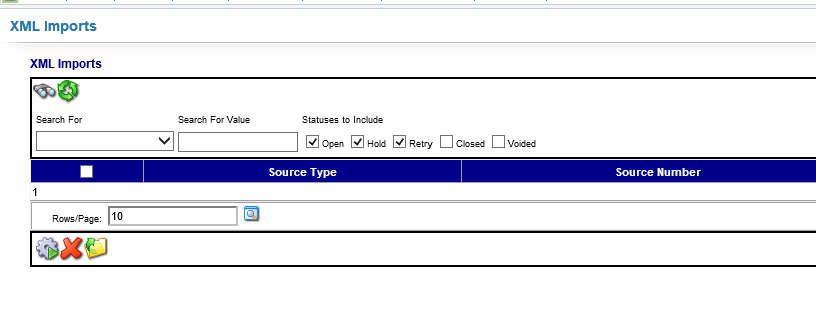 XML Imports
XML Imports
Search For Search For Value Statuses to Include
Open Hold Retry Closed Voided
Source Type Source Number
1
Rows/Page: 10